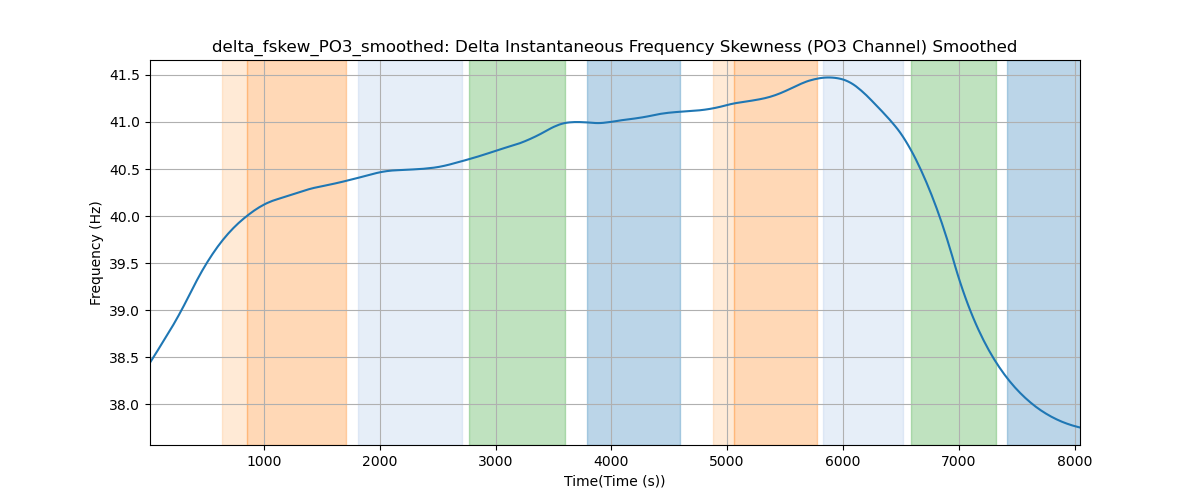 delta_fskew_PO3_smoothed: Delta Instantaneous Frequency Skewness (PO3 Channel) Smoothed
41.5
41.0
40.5
40.0
39.5
39.0
38.5
38.0
Frequency (Hz)
1000 2000 3000 4000 5000 6000 7000 8000
Time(Time (s))